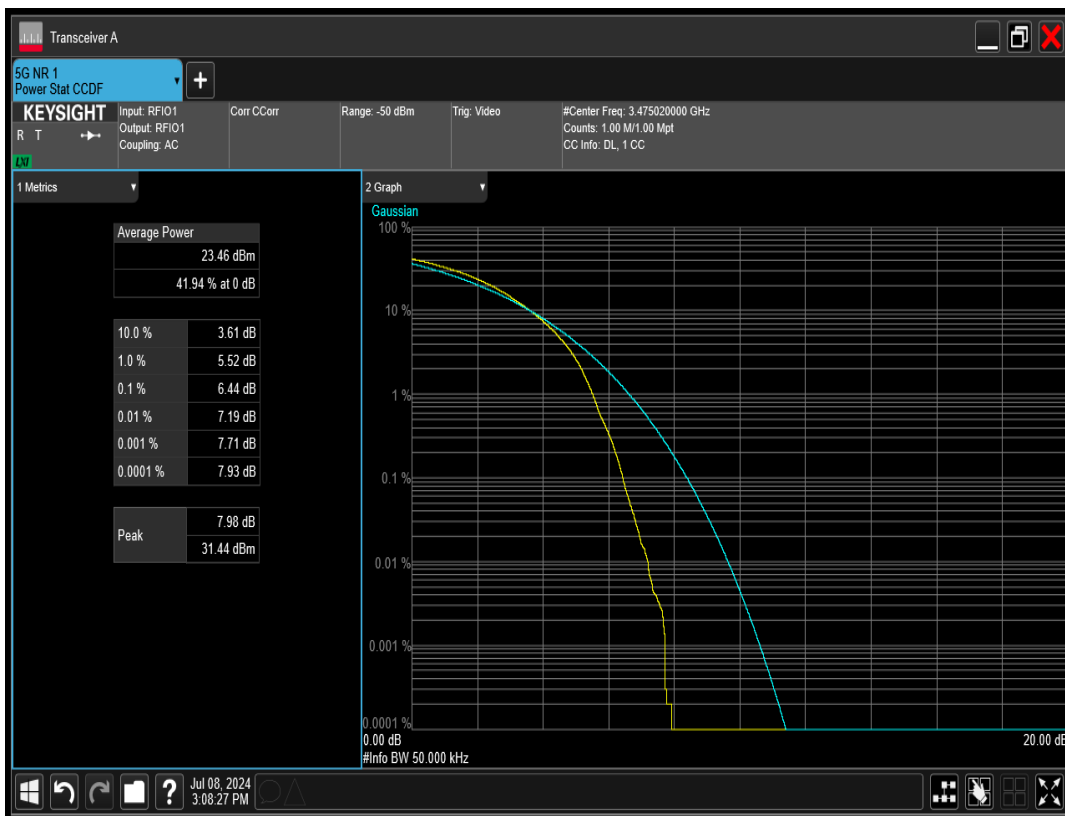 Transceiver A
5G NR 1
Power Stat CCDF
+
KEYSIGHT
R T
LXI
Input: RFIO1
Output: RFIO1
Coupling: AC
Corr CCorr
Range: -50 dBm
Trig: Video
#Center Freq: 3.475020000 GHz
Counts: 1.00 M/1.00 Mpt
CC Info: DL, 1 CC
1 Metrics
Average Power
23.46 dBm
41.94 % at 0 dB
10.0 % 3.61 dB
1.0 % 5.52 dB
0.1 % 6.44 dB
0.01 % 7.19 dB
0.001 % 7.71 dB
0.0001 % 7.93 dB
Peak
7.98 dB
31.44 dBm
2 Graph
Gaussian
100 %
10 %
1 %
0.1 %
0.01 %
0.001 %
0.0001 %
0.00 dB 20.00 dB
#Info BW 50.000 kHz
?
Jul 08, 2024
3:08:27 PM